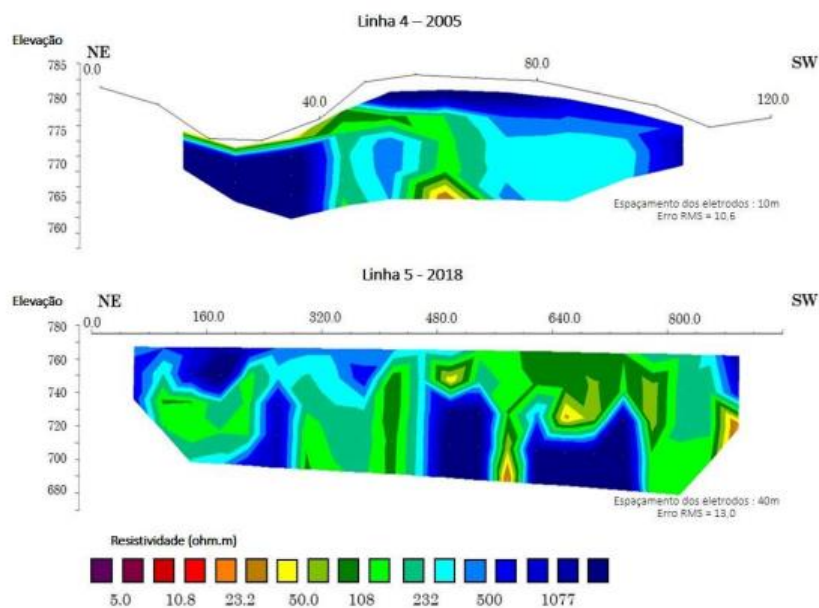 Linha 4 – 2005
Elevação
NE
SW
785
780
775
770
765
760
0.0
40.0
80.0
120.0
Espaçamento dos eletrodos : 10m
Erro RMS = 10,6
Linha 5 - 2018
Elevação
NE
SW
780
760
740
720
700
680
0.0
160.0
320.0
480.0
640.0
800.0
Espaçamento dos eletrodos : 40m
Erro RMS = 13,0
Resistividade (ohm.m)
5.0 10.8 23.2 50.0 108 232 500 1077